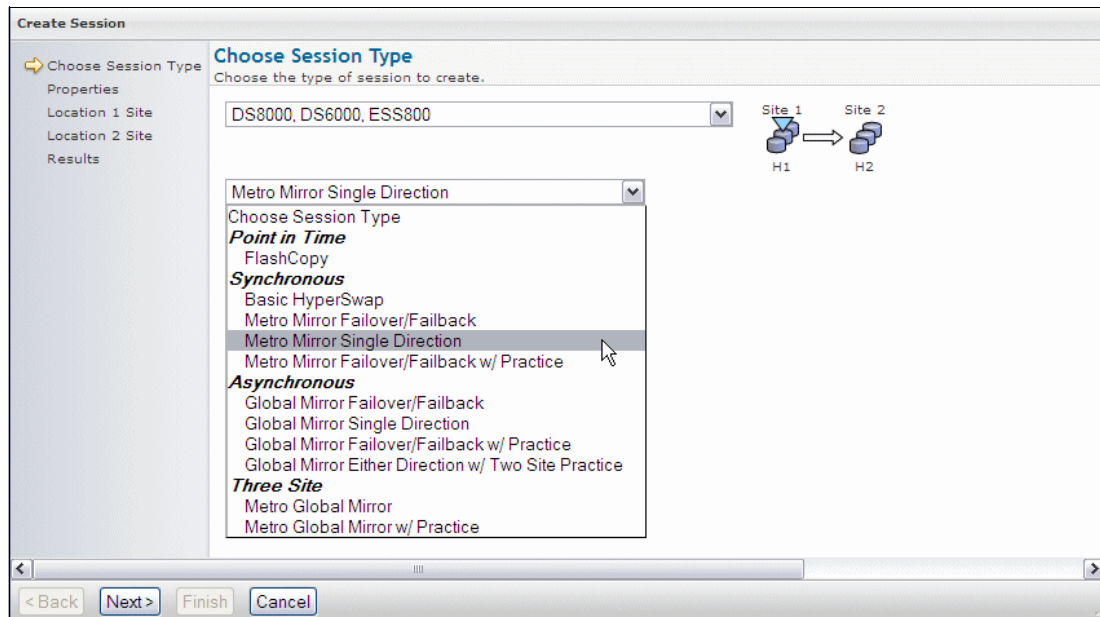 Create Session
Choose Session Type
Properties
Location 1 Site
Location 2 Site
Results
Choose Session Type
Choose the type of session to create.
DS8000, DS6000, ESS800
Site 1
Site 2
H1
H2
Metro Mirror Single Direction
Choose Session Type
Point in Time
FlashCopy
Synchronous
Basic HyperSwap
Metro Mirror Failover/Failback
Metro Mirror Single Direction
Metro Mirror Failover/Failback w/ Practice
Asynchronous
Global Mirror Failover/Failback
Global Mirror Single Direction
Global Mirror Failover/Failback w/ Practice
Global Mirror Either Direction w/ Two Site Practice
Three Site
Metro Global Mirror
Metro Global Mirror w/ Practice
< Back
Next >
Finish
Cancel